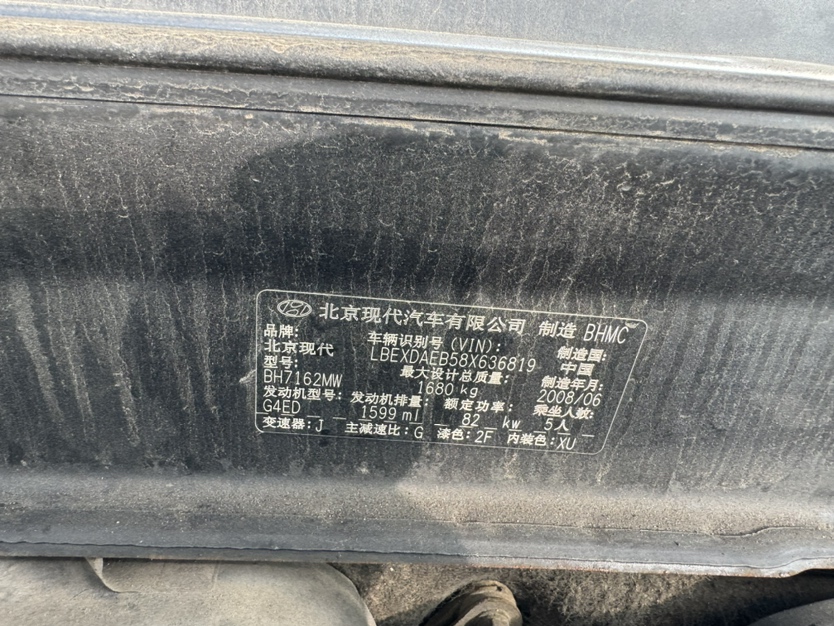 北京现代汽车有限公司 制造 BHMC
品牌: 车辆识别号 (VIN): 制造国:
北京现代 LBEXDAEB58X636819 中国
型号: 最大设计总质量: 制造年月:
BH7162MW 1680 kg 2008/06
发动机型号: 发动机排量: 额定功率: 乘坐人数:
G4ED 1599 ml 82 kw 5人
变速器: J 主减速比: G 漆色: 2F 内装色: XU